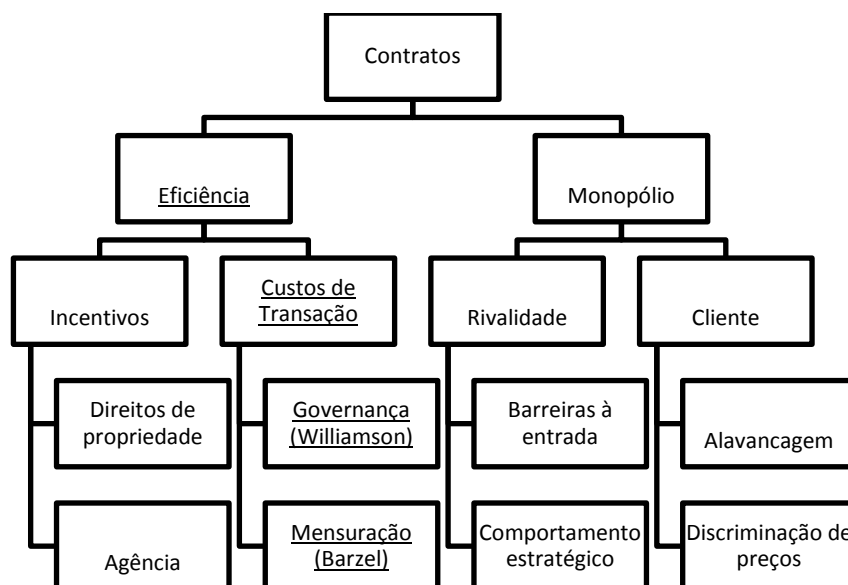 Contratos
Eficiência
Monopólio
Incentivos
Custos de
Transação
Rivalidade
Cliente
Direitos de
propriedade
Governança
(Williamson)
Barreiras à
entrada
Alavancagem
Agência
Mensuração
(Barzel)
Comportamento
estratégico
Discriminação de
preços